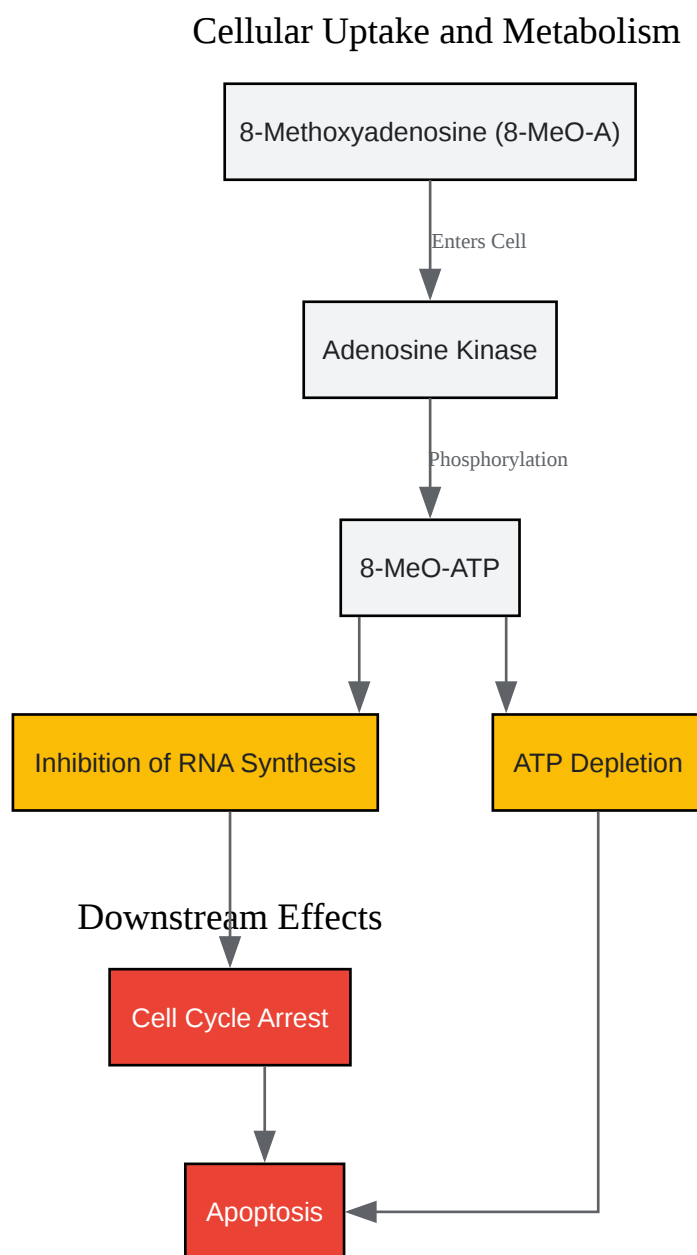 Cellular Uptake and Metabolism
8-Methoxyadenosine (8-MeO-A)
Enters Cell
Adenosine Kinase
Phosphorylation
8-MeO-ATP
Inhibition of RNA Synthesis
ATP Depletion
Downstream Effects
Cell Cycle Arrest
Apoptosis